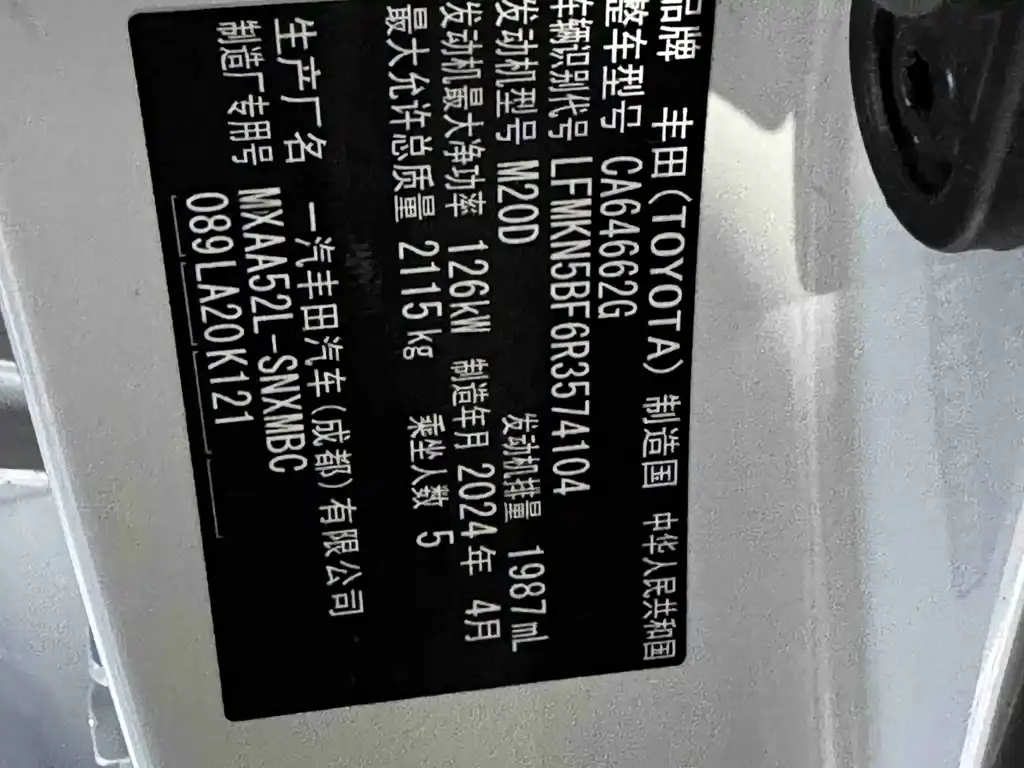 品牌 丰田(TOYOTA) 制造国 中华人民共和国
整车型号 CA64662G
车辆识别代号 LFMKN5BF6R3574104
发动机型号 M20D 发动机排量 1987mL
发动机最大净功率 126kW 制造年月 2024年 4月
最大允许总质量 2115kg 乘坐人数 5
生产厂名 一汽丰田汽车(成都)有限公司
制造厂专用号 MXAA52L-SNXMBC
089LA20K121